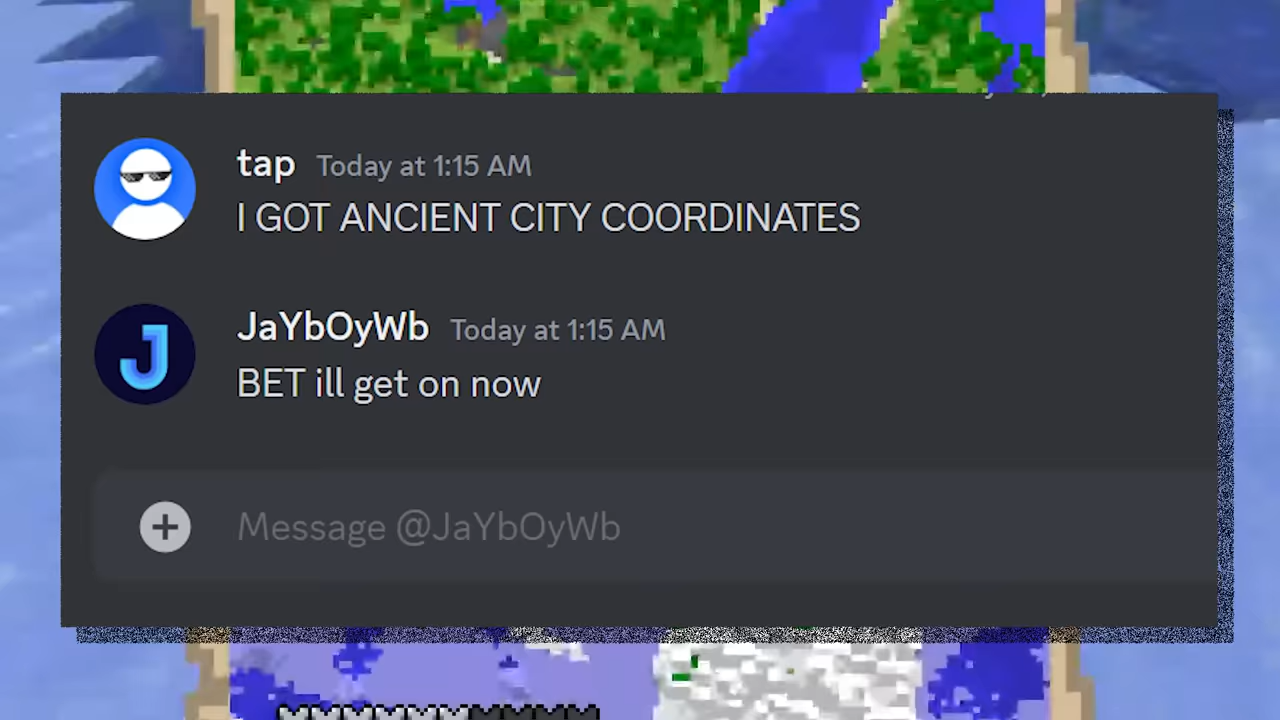 tap Today at 1:15 AM
I GOT ANCIENT CITY COORDINATES
J
JaYbOyWb Today at 1:15 AM
BET ill get on now
Message @JaYbOyWb